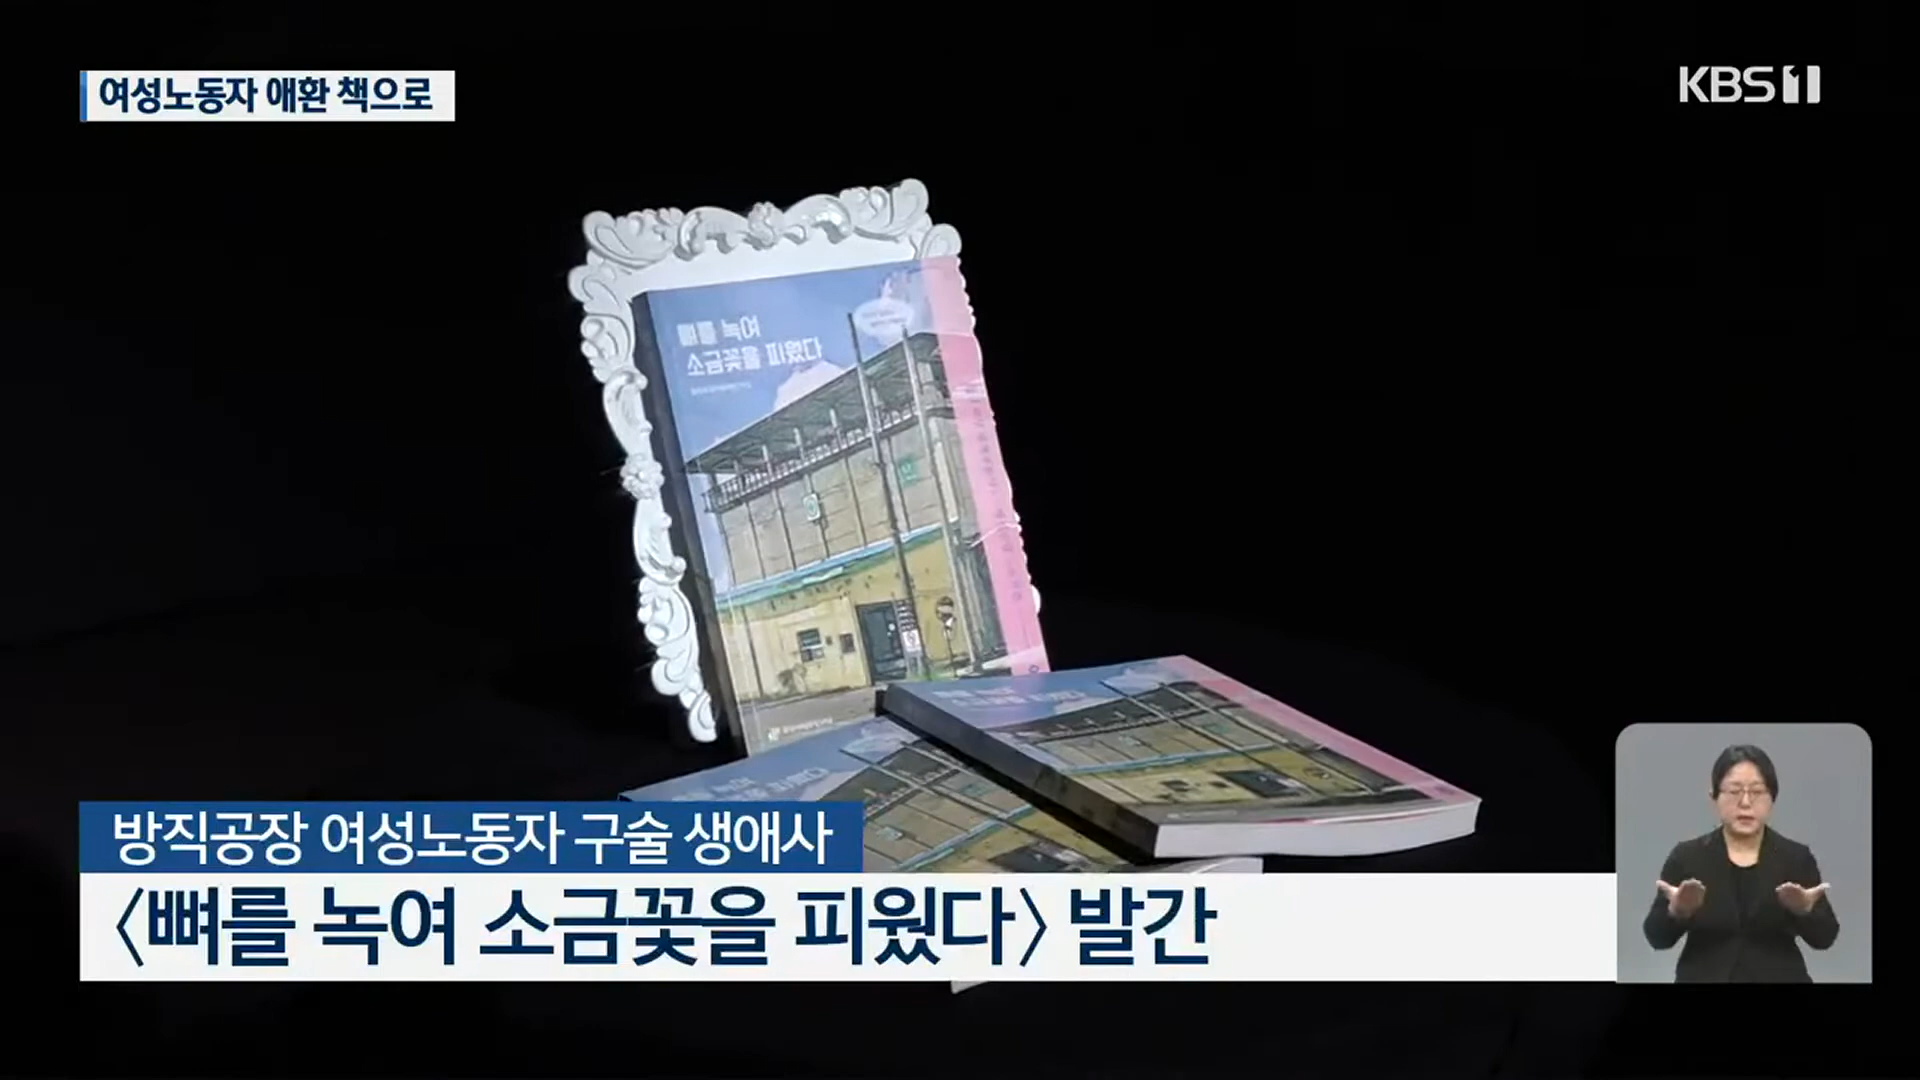 여성노동자 애환 책으로
KBS 1
뼈를 녹여
소금꽃을 피웠다
방직공장 여성노동자 구술 생애사
〈뼈를 녹여 소금꽃을 피웠다〉 발간